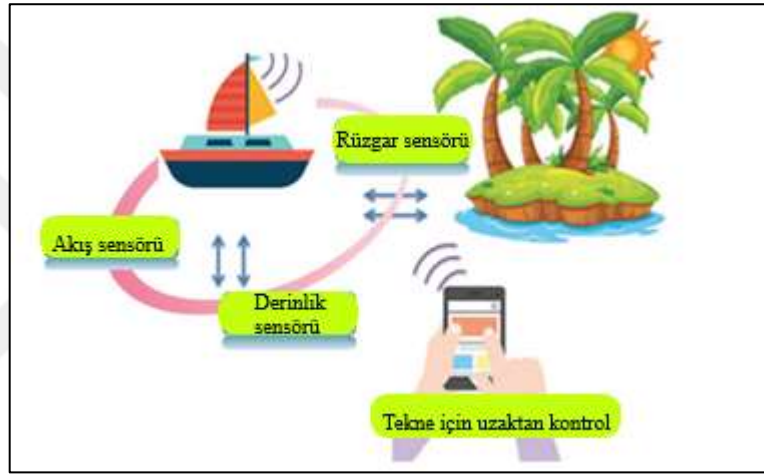 Rüzgar sensörü
Akış sensörü
Derinlik
sensörü
Tekne için uzaktan kontrol